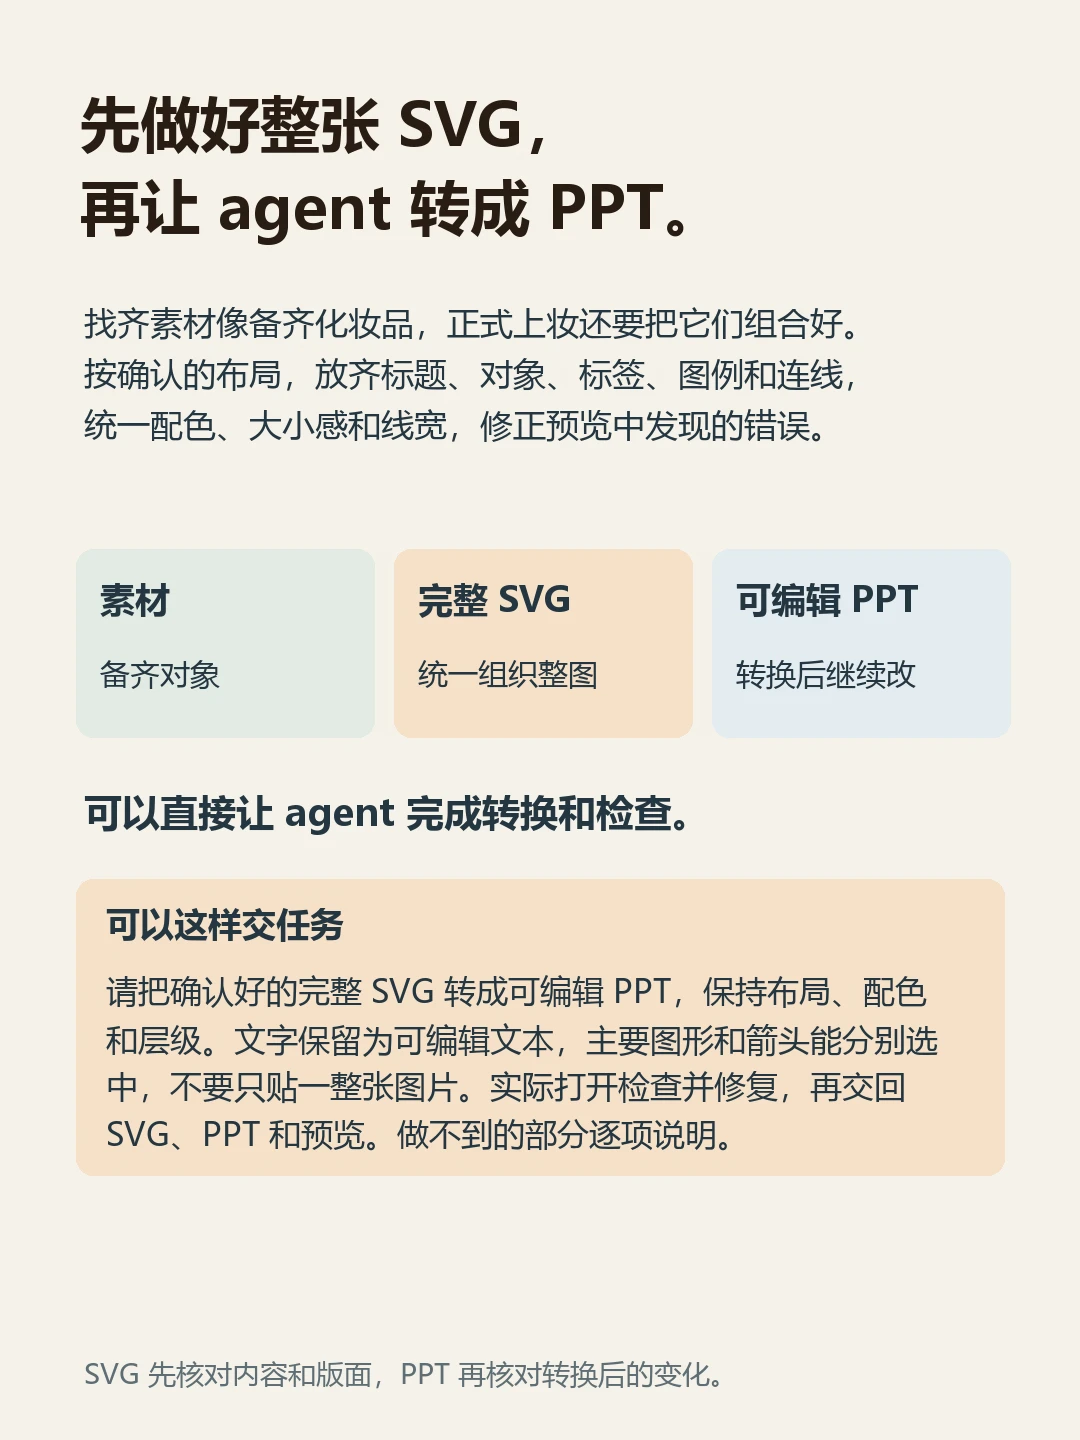 先做好整张 SVG，
再让 agent 转成 PPT。
找齐素材像备齐化妆品，正式上妆还要把它们组合好。
按确认的布局，放齐标题、对象、标签、图例和连线，
统一配色、大小感和线宽，修正预览中发现的错误。
素材
备齐对象
完整 SVG
统一组织整图
可编辑 PPT
转换后继续改
可以直接让 agent 完成转换和检查。
可以这样交任务
请把确认好的完整 SVG 转成可编辑 PPT，保持布局、配色
和层级。文字保留为可编辑文本，主要图形和箭头能分别选
中，不要只贴一整张图片。实际打开检查并修复，再交回
SVG、PPT 和预览。做不到的部分逐项说明。
SVG 先核对内容和版面，PPT 再核对转换后的变化。